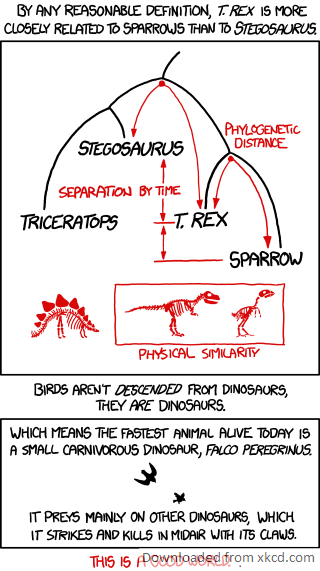 BY ANY REASONABLE DEFINITION, T. REX IS MORE
CLOSELY RELATED TO SPARROWS THAN TO STEGOSAURUS.
PHYLOGENETIC
DISTANCE
STEGOSAURUS
SEPARATION BY TIME
TRICERATOPS
T. REX
SPARROW
PHYSICAL SIMILARITY
BIRDS AREN'T DESCENDED FROM DINOSAURS,
THEY ARE DINOSAURS.
WHICH MEANS THE FASTEST ANIMAL ALIVE TODAY IS
A SMALL CARNIVOROUS DINOSAUR, FALCO PEREGRINUS.
IT PREYS MAINLY ON OTHER DINOSAURS, WHICH
IT STRIKES AND KILLS IN MIDAIR WITH ITS CLAWS.
THIS IS A GOOD WORLD.
Downloaded from xkcd.com